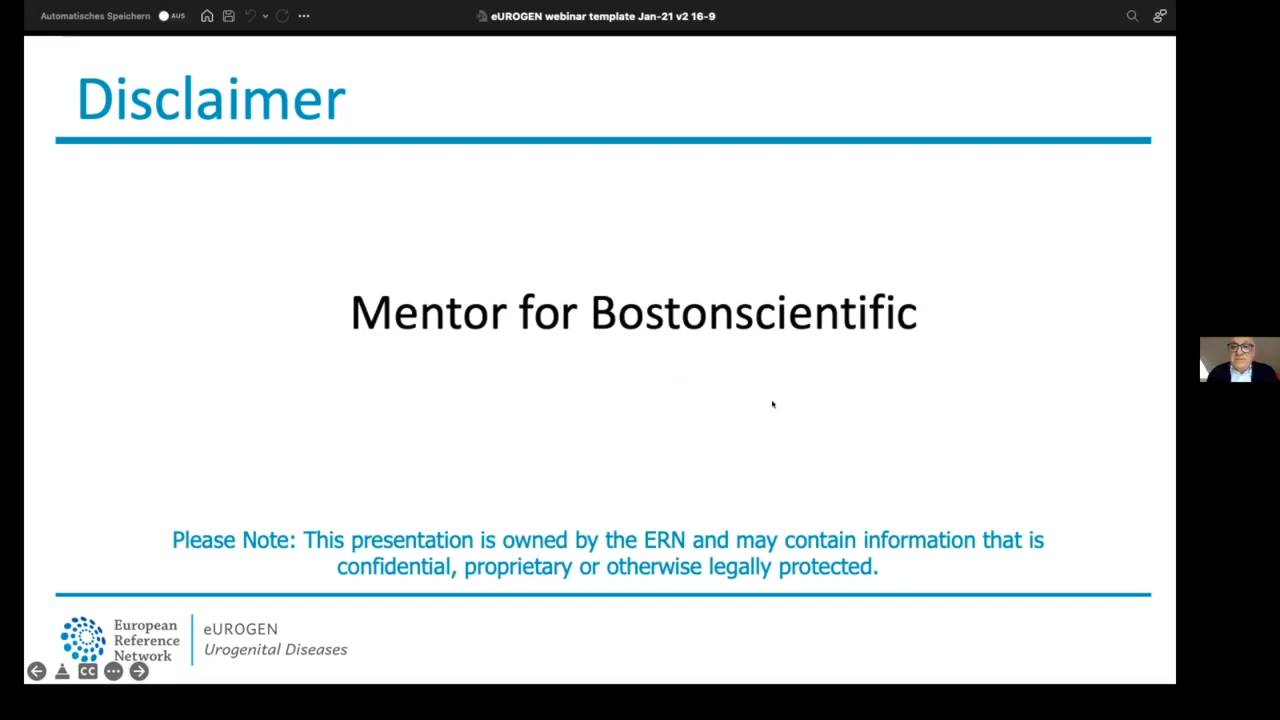 Automatisches Speichern AUS
eUROGEN webinar template Jan-21 v2 16-9
Disclaimer
Mentor for Bostonscientific
Please Note: This presentation is owned by the ERN and may contain information that is
confidential, proprietary or otherwise legally protected.
European
Reference
Network
eUROGEN
Urogenital Diseases
CC